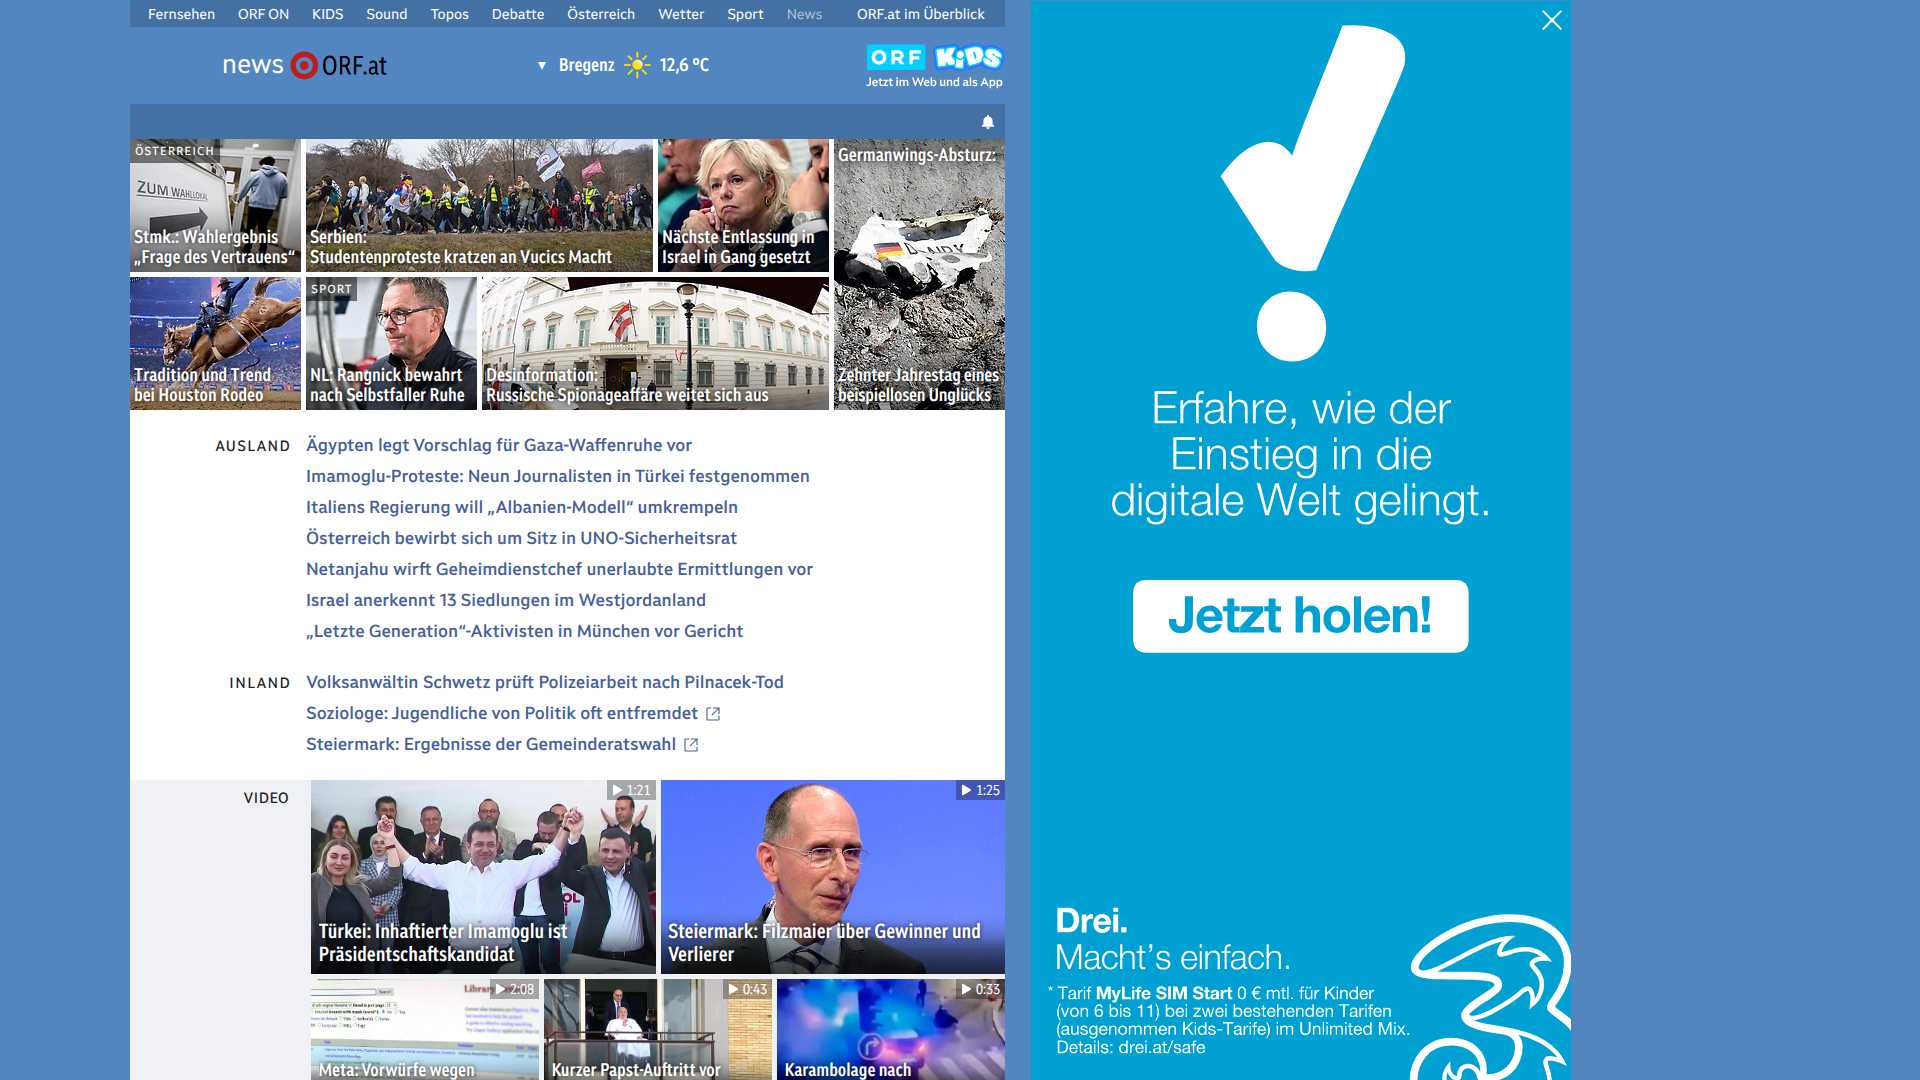 Fernsehen ORF ON KIDS Sound Topos Debatte Österreich Wetter Sport News ORF.at im Überblick
news ORF.at
Bregenz 12,6 ºC
ORF KiDS
Jetzt im Web und als App
ÖSTERREICH
ZUM WAHLLOKAL
Stmk.: Wahlergebnis
„Frage des Vertrauens“
Serbien:
Studentenproteste kratzen an Vucics Macht
Nächste Entlassung in
Israel in Gang gesetzt
Germanwings-Absturz:
Zehnter Jahrestag eines
beispiellosen Unglücks
Tradition und Trend
bei Houston Rodeo
SPORT
NL: Rangnick bewahrt
nach Selbstfaller Ruhe
Desinformation:
Russische Spionageaffäre weitet sich aus
AUSLAND
Ägypten legt Vorschlag für Gaza-Waffenruhe vor
Imamoglu-Proteste: Neun Journalisten in Türkei festgenommen
Italiens Regierung will „Albanien-Modell“ umkrempeln
Österreich bewirbt sich um Sitz in UNO-Sicherheitsrat
Netanjahu wirft Geheimdienstchef unerlaubte Ermittlungen vor
Israel anerkennt 13 Siedlungen im Westjordanland
„Letzte Generation“-Aktivisten in München vor Gericht
INLAND
Volksanwältin Schwetz prüft Polizeiarbeit nach Pilnacek-Tod
Soziologe: Jugendliche von Politik oft entfremdet
Steiermark: Ergebnisse der Gemeinderatswahl
VIDEO
1:21
Türkei: Inhaftierter Imamoglu ist
Präsidentschaftskandidat
1:25
Steiermark: Filzmaier über Gewinner und
Verlierer
2:08
Meta: Vorwürfe wegen
0:43
Kurzer Papst-Auftritt vor
0:33
Karambolage nach
Erfahre, wie der
Einstieg in die
digitale Welt gelingt.
Jetzt holen!
Drei.
Macht's einfach.
* Tarif MyLife SIM Start 0 € mtl. für Kinder
(von 6 bis 11) bei zwei bestehenden Tarifen
(ausgenommen Kids-Tarife) im Unlimited Mix.
Details: drei.at/safe